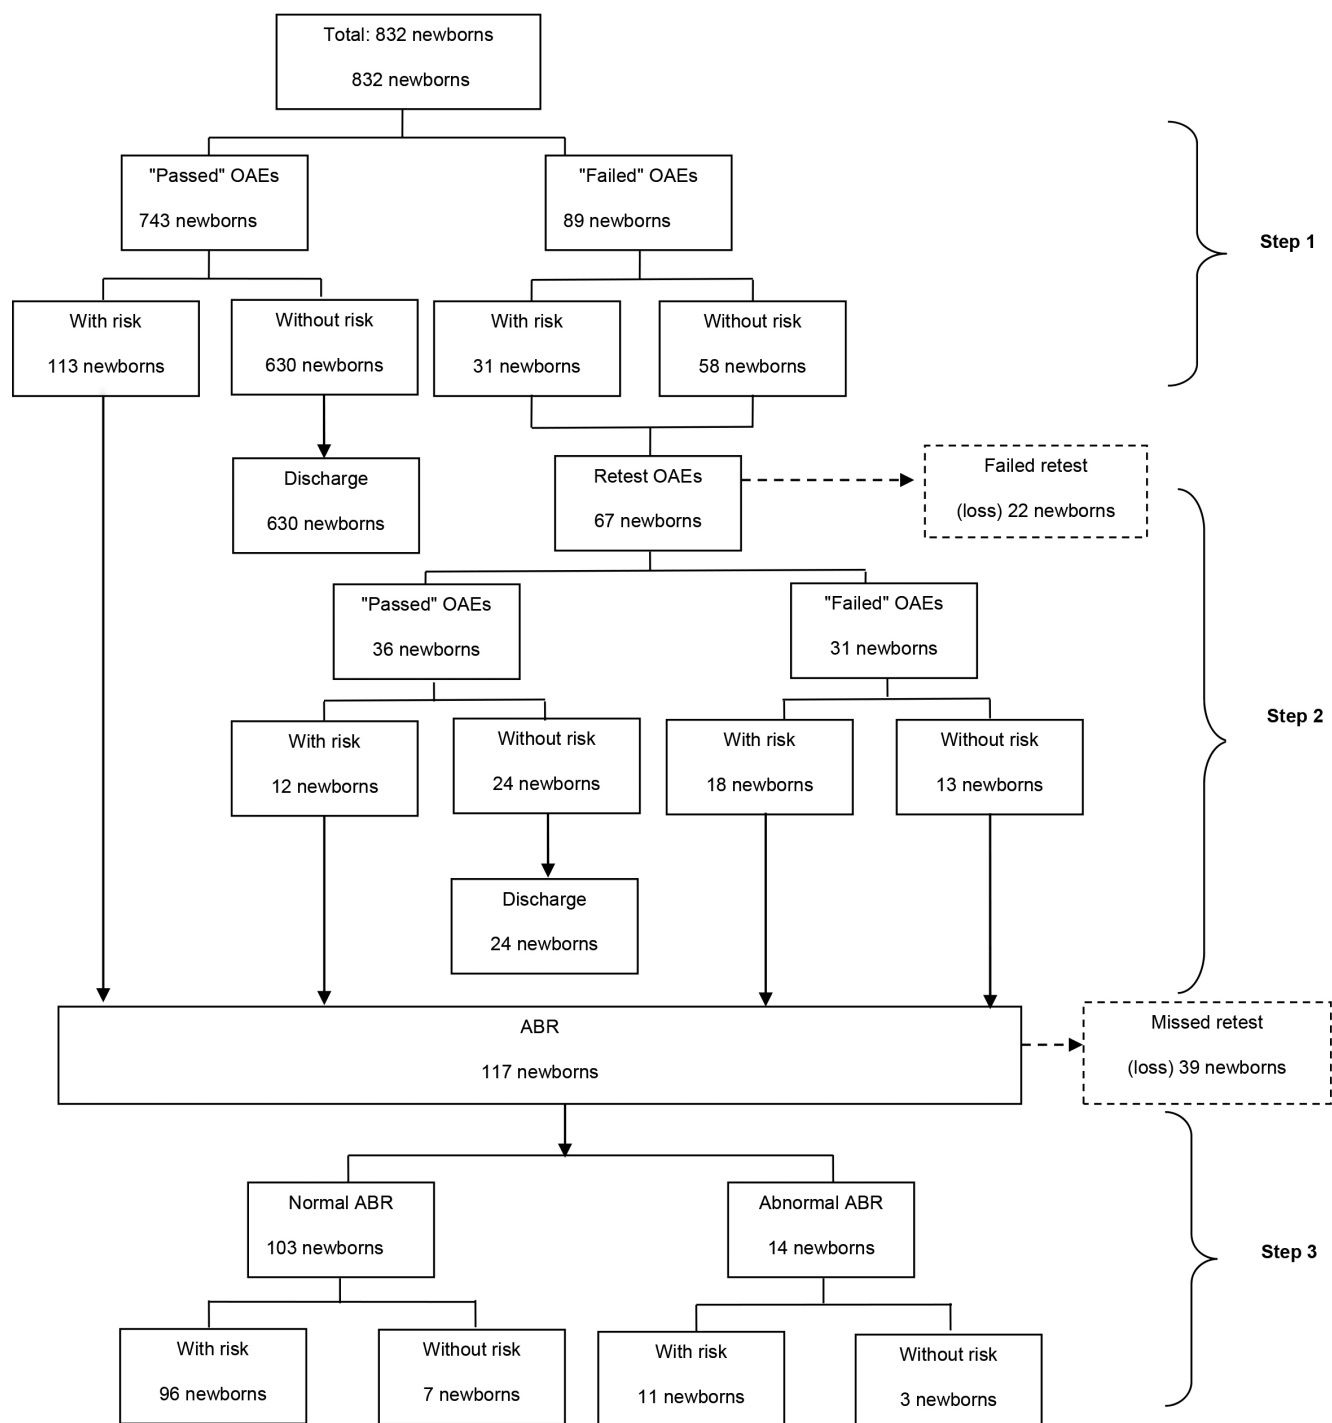 Total: 832 newborns
832 newborns
"Passed" OAEs
743 newborns
"Failed" OAEs
89 newborns
Step 1
With risk
113 newborns
Without risk
630 newborns
With risk
31 newborns
Without risk
58 newborns
Discharge
630 newborns
Retest OAEs
67 newborns
Failed retest
(loss) 22 newborns
"Passed" OAEs
36 newborns
"Failed" OAEs
31 newborns
Step 2
With risk
12 newborns
Without risk
24 newborns
With risk
18 newborns
Without risk
13 newborns
Discharge
24 newborns
ABR
117 newborns
Missed retest
(loss) 39 newborns
Normal ABR
103 newborns
Abnormal ABR
14 newborns
Step 3
With risk
96 newborns
Without risk
7 newborns
With risk
11 newborns
Without risk
3 newborns